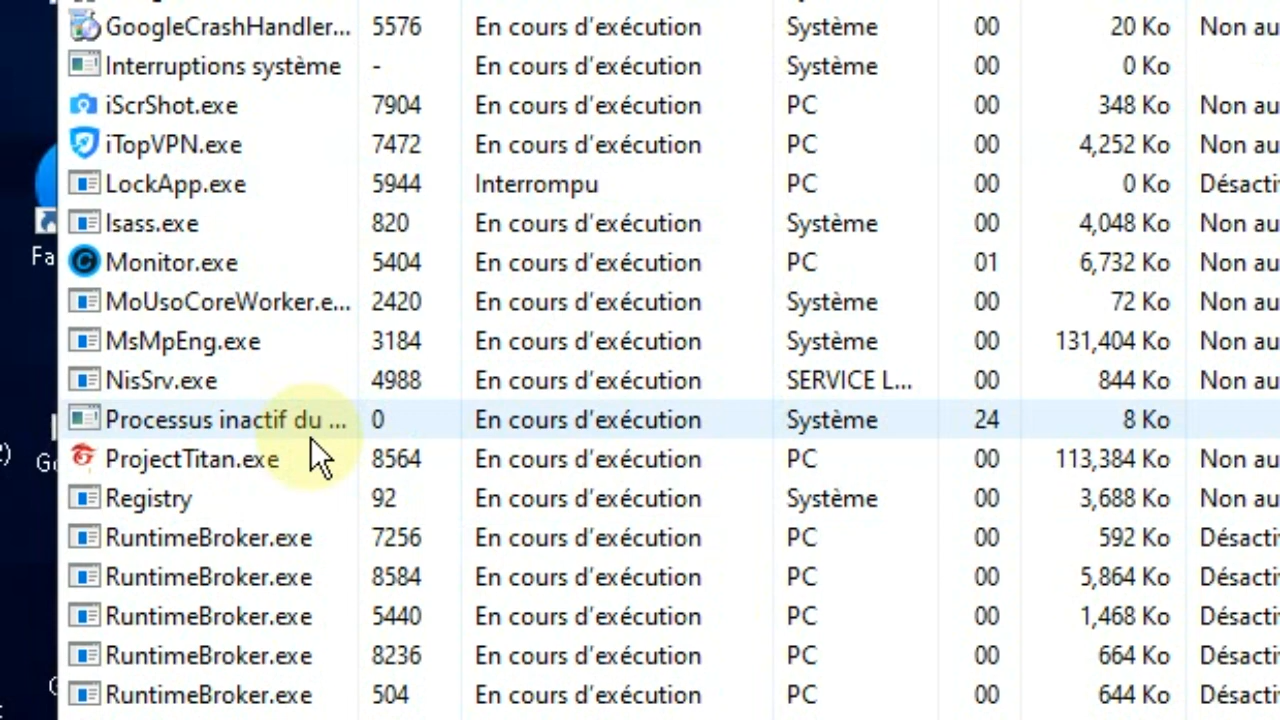 GoogleCrashHandler... 5576 En cours d'exécution Système 00 20 Ko Non au
Interruptions système - En cours d'exécution Système 00 0 Ko
iScrShot.exe 7904 En cours d'exécution PC 00 348 Ko Non au
iTopVPN.exe 7472 En cours d'exécution PC 00 4,252 Ko Non au
LockApp.exe 5944 Interrompu PC 00 0 Ko Désacti
lsass.exe 820 En cours d'exécution Système 00 4,048 Ko Non au
Fa
Monitor.exe 5404 En cours d'exécution PC 01 6,732 Ko Non au
MoUsoCoreWorker.e... 2420 En cours d'exécution Système 00 72 Ko Non au
MsMpEng.exe 3184 En cours d'exécution Système 00 131,404 Ko Non au
NisSrv.exe 4988 En cours d'exécution SERVICE L... 00 844 Ko Non au
Processus inactif du ... 0 En cours d'exécution Système 24 8 Ko
ProjectTitan.exe 8564 En cours d'exécution PC 00 113,384 Ko Non au
Registry 92 En cours d'exécution Système 00 3,688 Ko Non au
RuntimeBroker.exe 7256 En cours d'exécution PC 00 592 Ko Désacti
RuntimeBroker.exe 8584 En cours d'exécution PC 00 5,864 Ko Désacti
RuntimeBroker.exe 5440 En cours d'exécution PC 00 1,468 Ko Désacti
RuntimeBroker.exe 8236 En cours d'exécution PC 00 664 Ko Désacti
RuntimeBroker.exe 504 En cours d'exécution PC 00 644 Ko Désacti